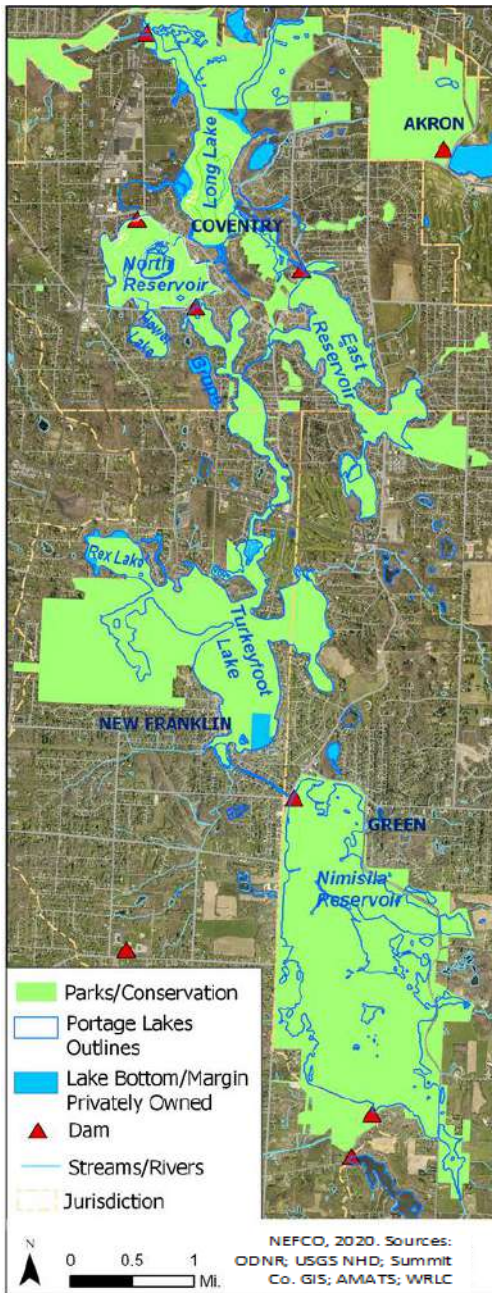 AKRON
Long Lake
COVENTRY
North
Reservoir
East
Reservoir
Hower
Lake
Rex Lake
Turkeyfoot
Lake
NEW FRANKLIN
GREEN
Nimisila
Reservoir
Parks/Conservation
Portage Lakes
Outlines
Lake Bottom/Margin
Privately Owned
Dam
Streams/Rivers
Jurisdiction
N
0 0.5 1
Mi.
NEFCO, 2020. Sources:
ODNR; USGS NHD; Summit
Co. GIS; AMATS; WRLC